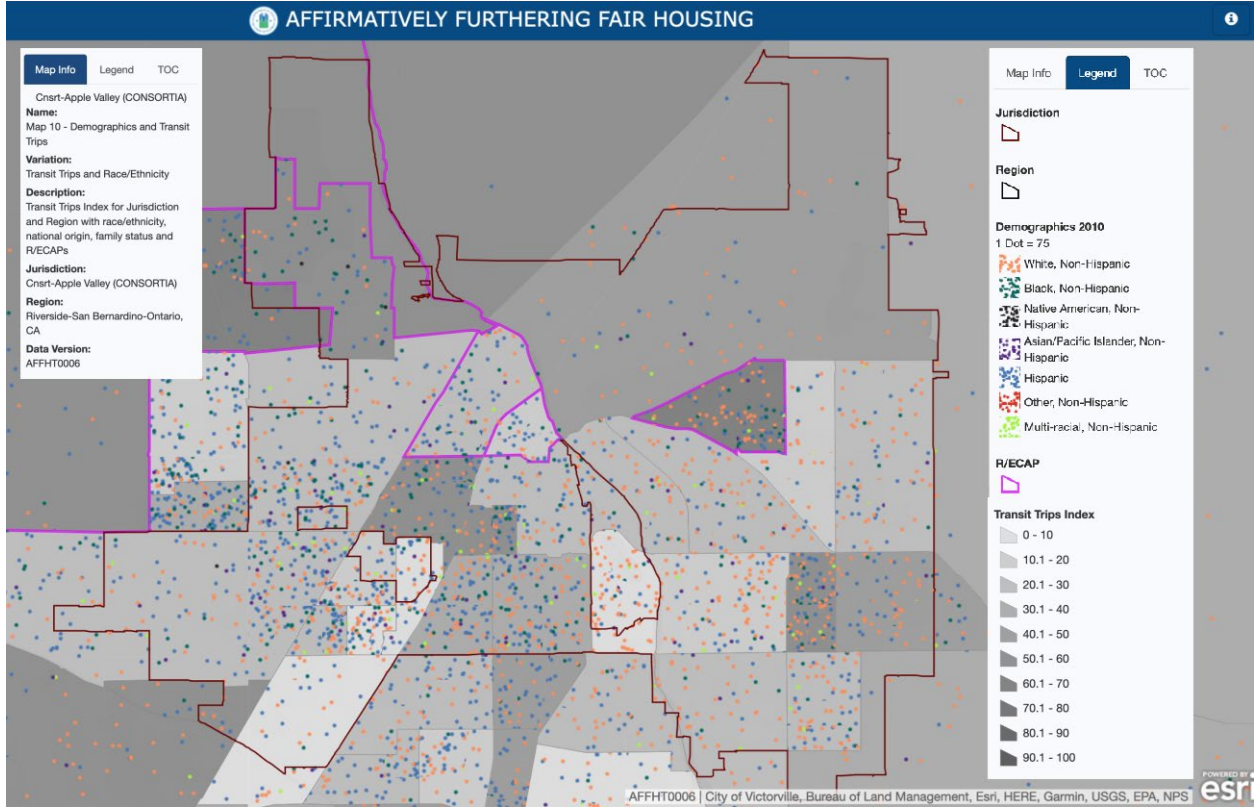 AFFIRMATIVELY FURTHERING FAIR HOUSING
Map Info Legend TOC
Cnsrt-Apple Valley (CONSORTIA)
Name:
Map 10 - Demographics and Transit
Trips
Variation:
Transit Trips and Race/Ethnicity
Description:
Transit Trips Index for Jurisdiction
and Region with race/ethnicity,
national origin, family status and
R/ECAPs
Jurisdiction:
Cnsrt-Apple Valley (CONSORTIA)
Region:
Riverside-San Bernardino-Ontario,
CA
Data Version:
AFFHT0006
Map Info Legend TOC
Jurisdiction
Region
Demographics 2010
1 Dot = 75
White, Non-Hispanic
Black, Non-Hispanic
Native American, Non-
Hispanic
Asian/Pacific Islander, Non-
Hispanic
Hispanic
Other, Non-Hispanic
Multi-racial, Non-Hispanic
R/ECAP
Transit Trips Index
0 - 10
10.1 - 20
20.1 - 30
30.1 - 40
40.1 - 50
50.1 - 60
60.1 - 70
70.1 - 80
80.1 - 90
90.1 - 100
AFFHT0006 | City of Victorville, Bureau of Land Management, Esri, HERE, Garmin, USGS, EPA, NPS
POWERED BY
esri